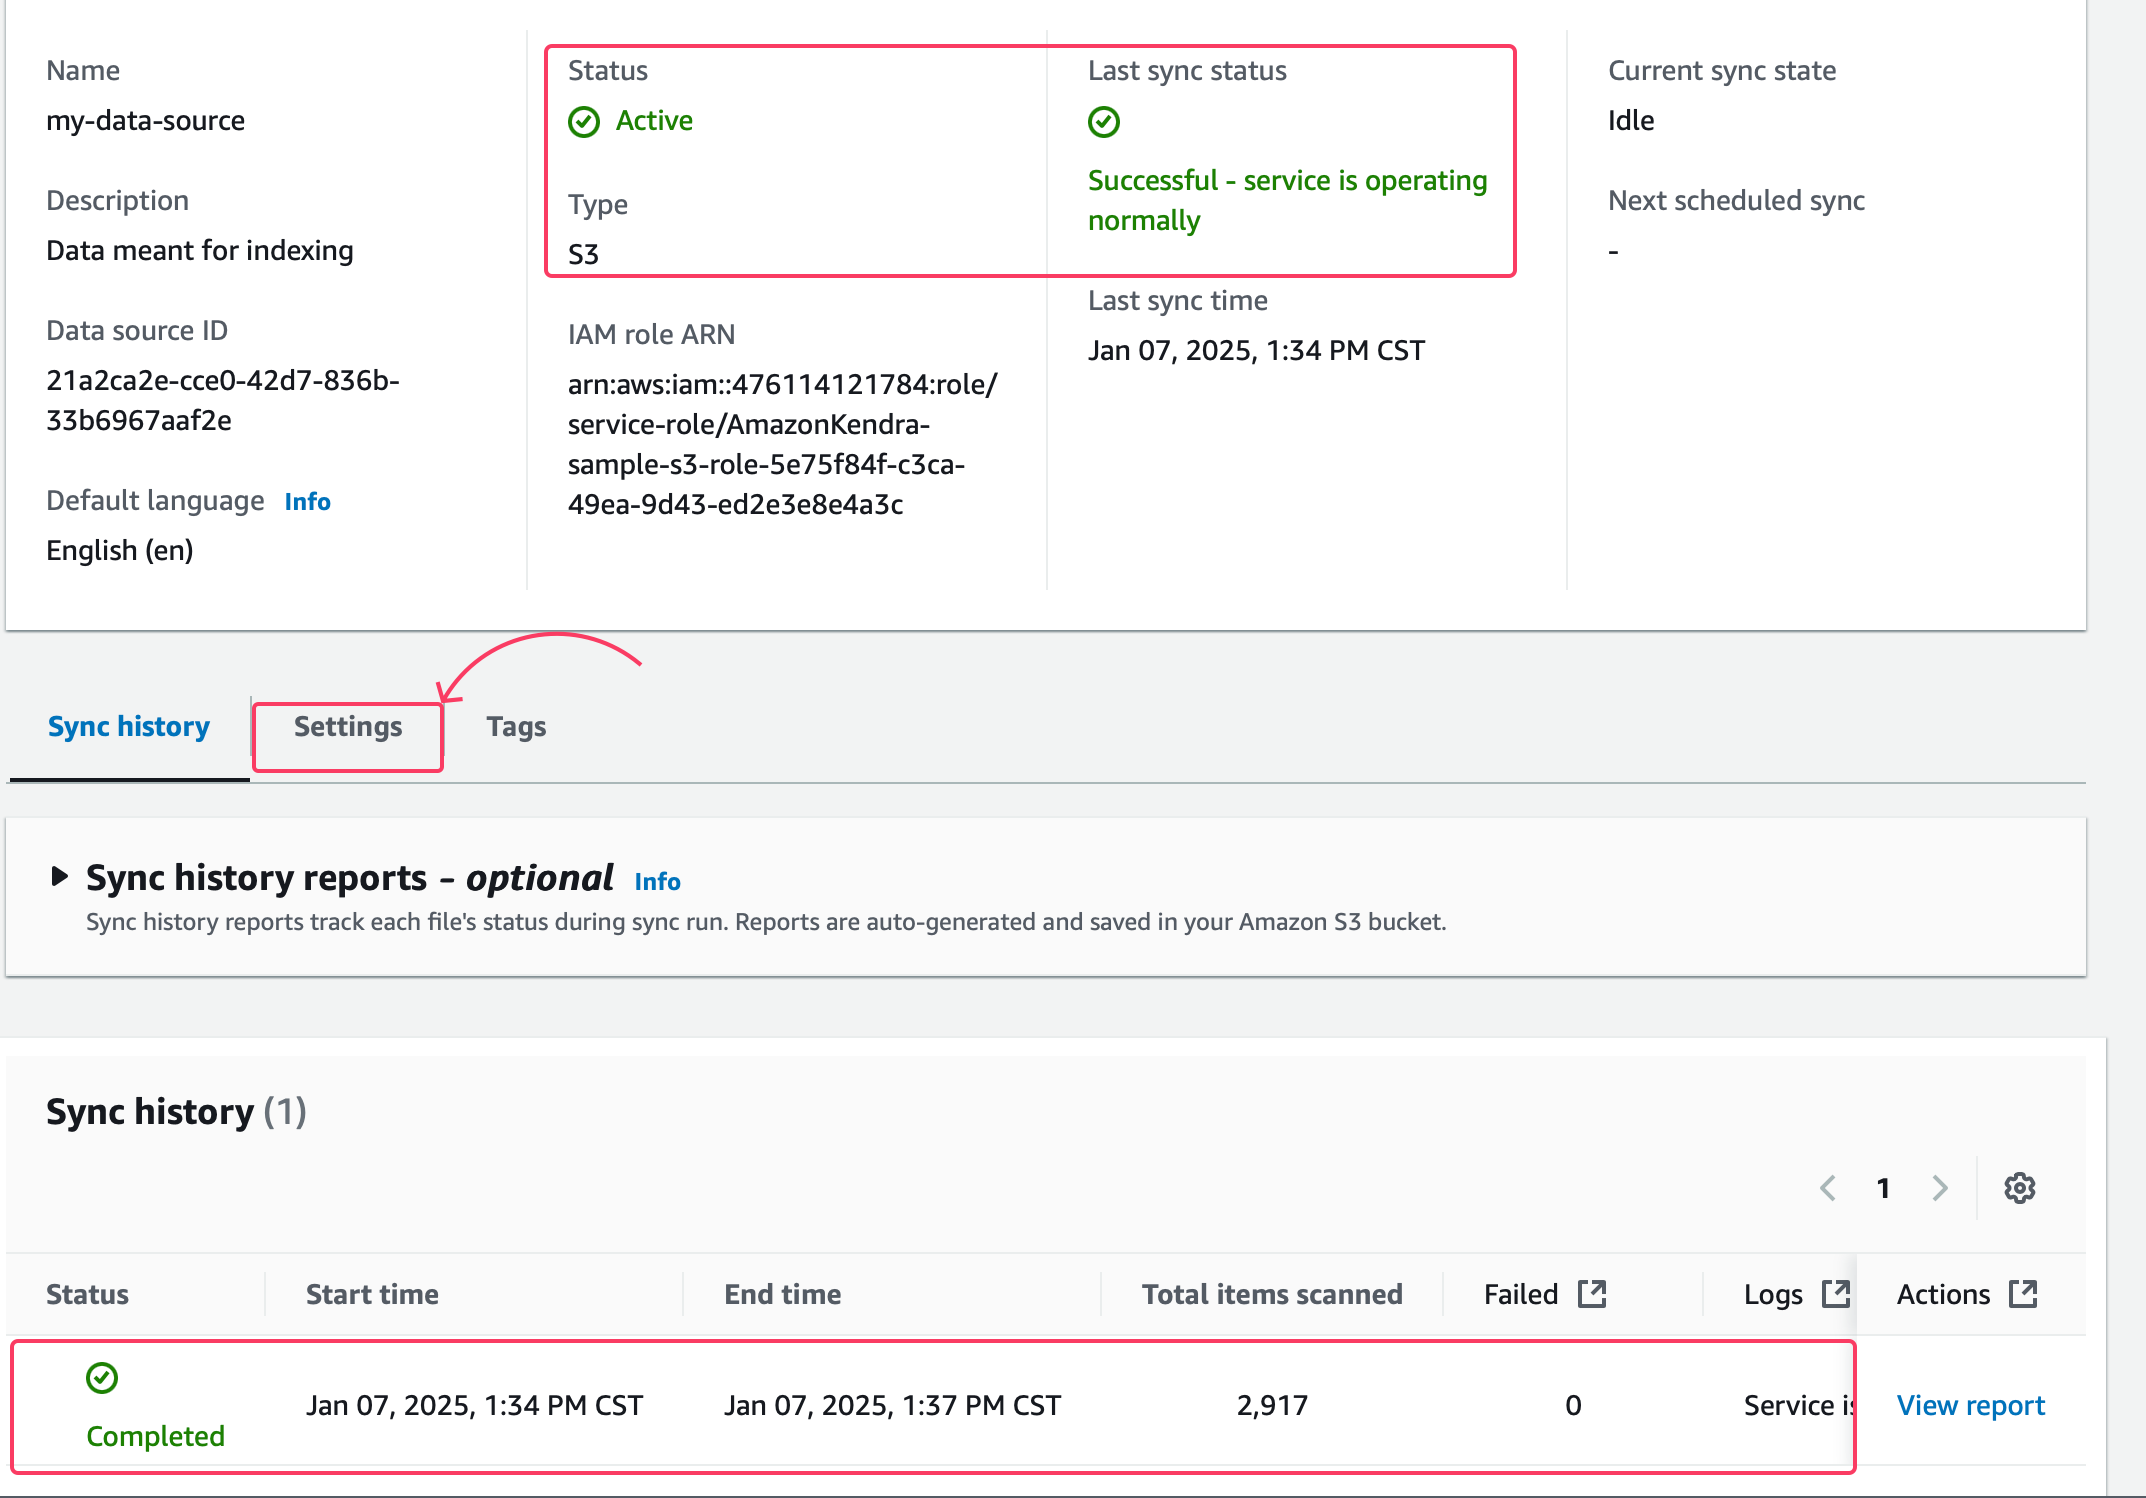 Name
my-data-source
Description
Data meant for indexing
Data source ID
21a2ca2e-cce0-42d7-836b-
33b6967aaf2e
Default language Info
English (en)
Status
Active
Type
S3
IAM role ARN
arn:aws:iam::476114121784:role/
service-role/AmazonKendra-
sample-s3-role-5e75f84f-c3ca-
49ea-9d43-ed2e3e8e4a3c
Last sync status
Successful - service is operating
normally
Last sync time
Jan 07, 2025, 1:34 PM CST
Current sync state
Idle
Next scheduled sync
-
Sync history Settings Tags
Sync history reports - optional Info
Sync history reports track each file's status during sync run. Reports are auto-generated and saved in your Amazon S3 bucket.
Sync history (1)
1
Status Start time End time Total items scanned Failed Logs Actions
Completed Jan 07, 2025, 1:34 PM CST Jan 07, 2025, 1:37 PM CST 2,917 0 Service is View report